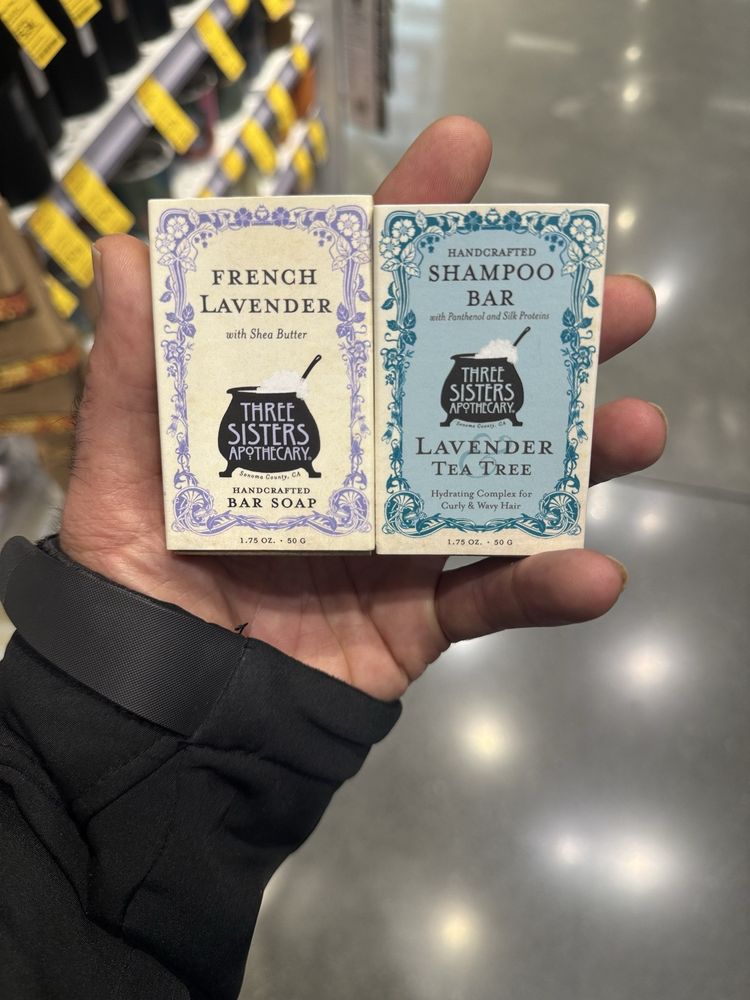 FRENCH
LAVENDER
with Shea Butter
THREE
SISTERS
APOTHECARY
Sonoma County, CA
HANDCRAFTED
BAR SOAP
1.75 OZ. • 50 G
HANDCRAFTED
SHAMPOO
BAR
with Panthenol and Silk Proteins
THREE
SISTERS
APOTHECARY
Sonoma County, CA
LAVENDER
&
TEA TREE
Hydrating Complex for
Curly & Wavy Hair
1.75 OZ. • 50 G